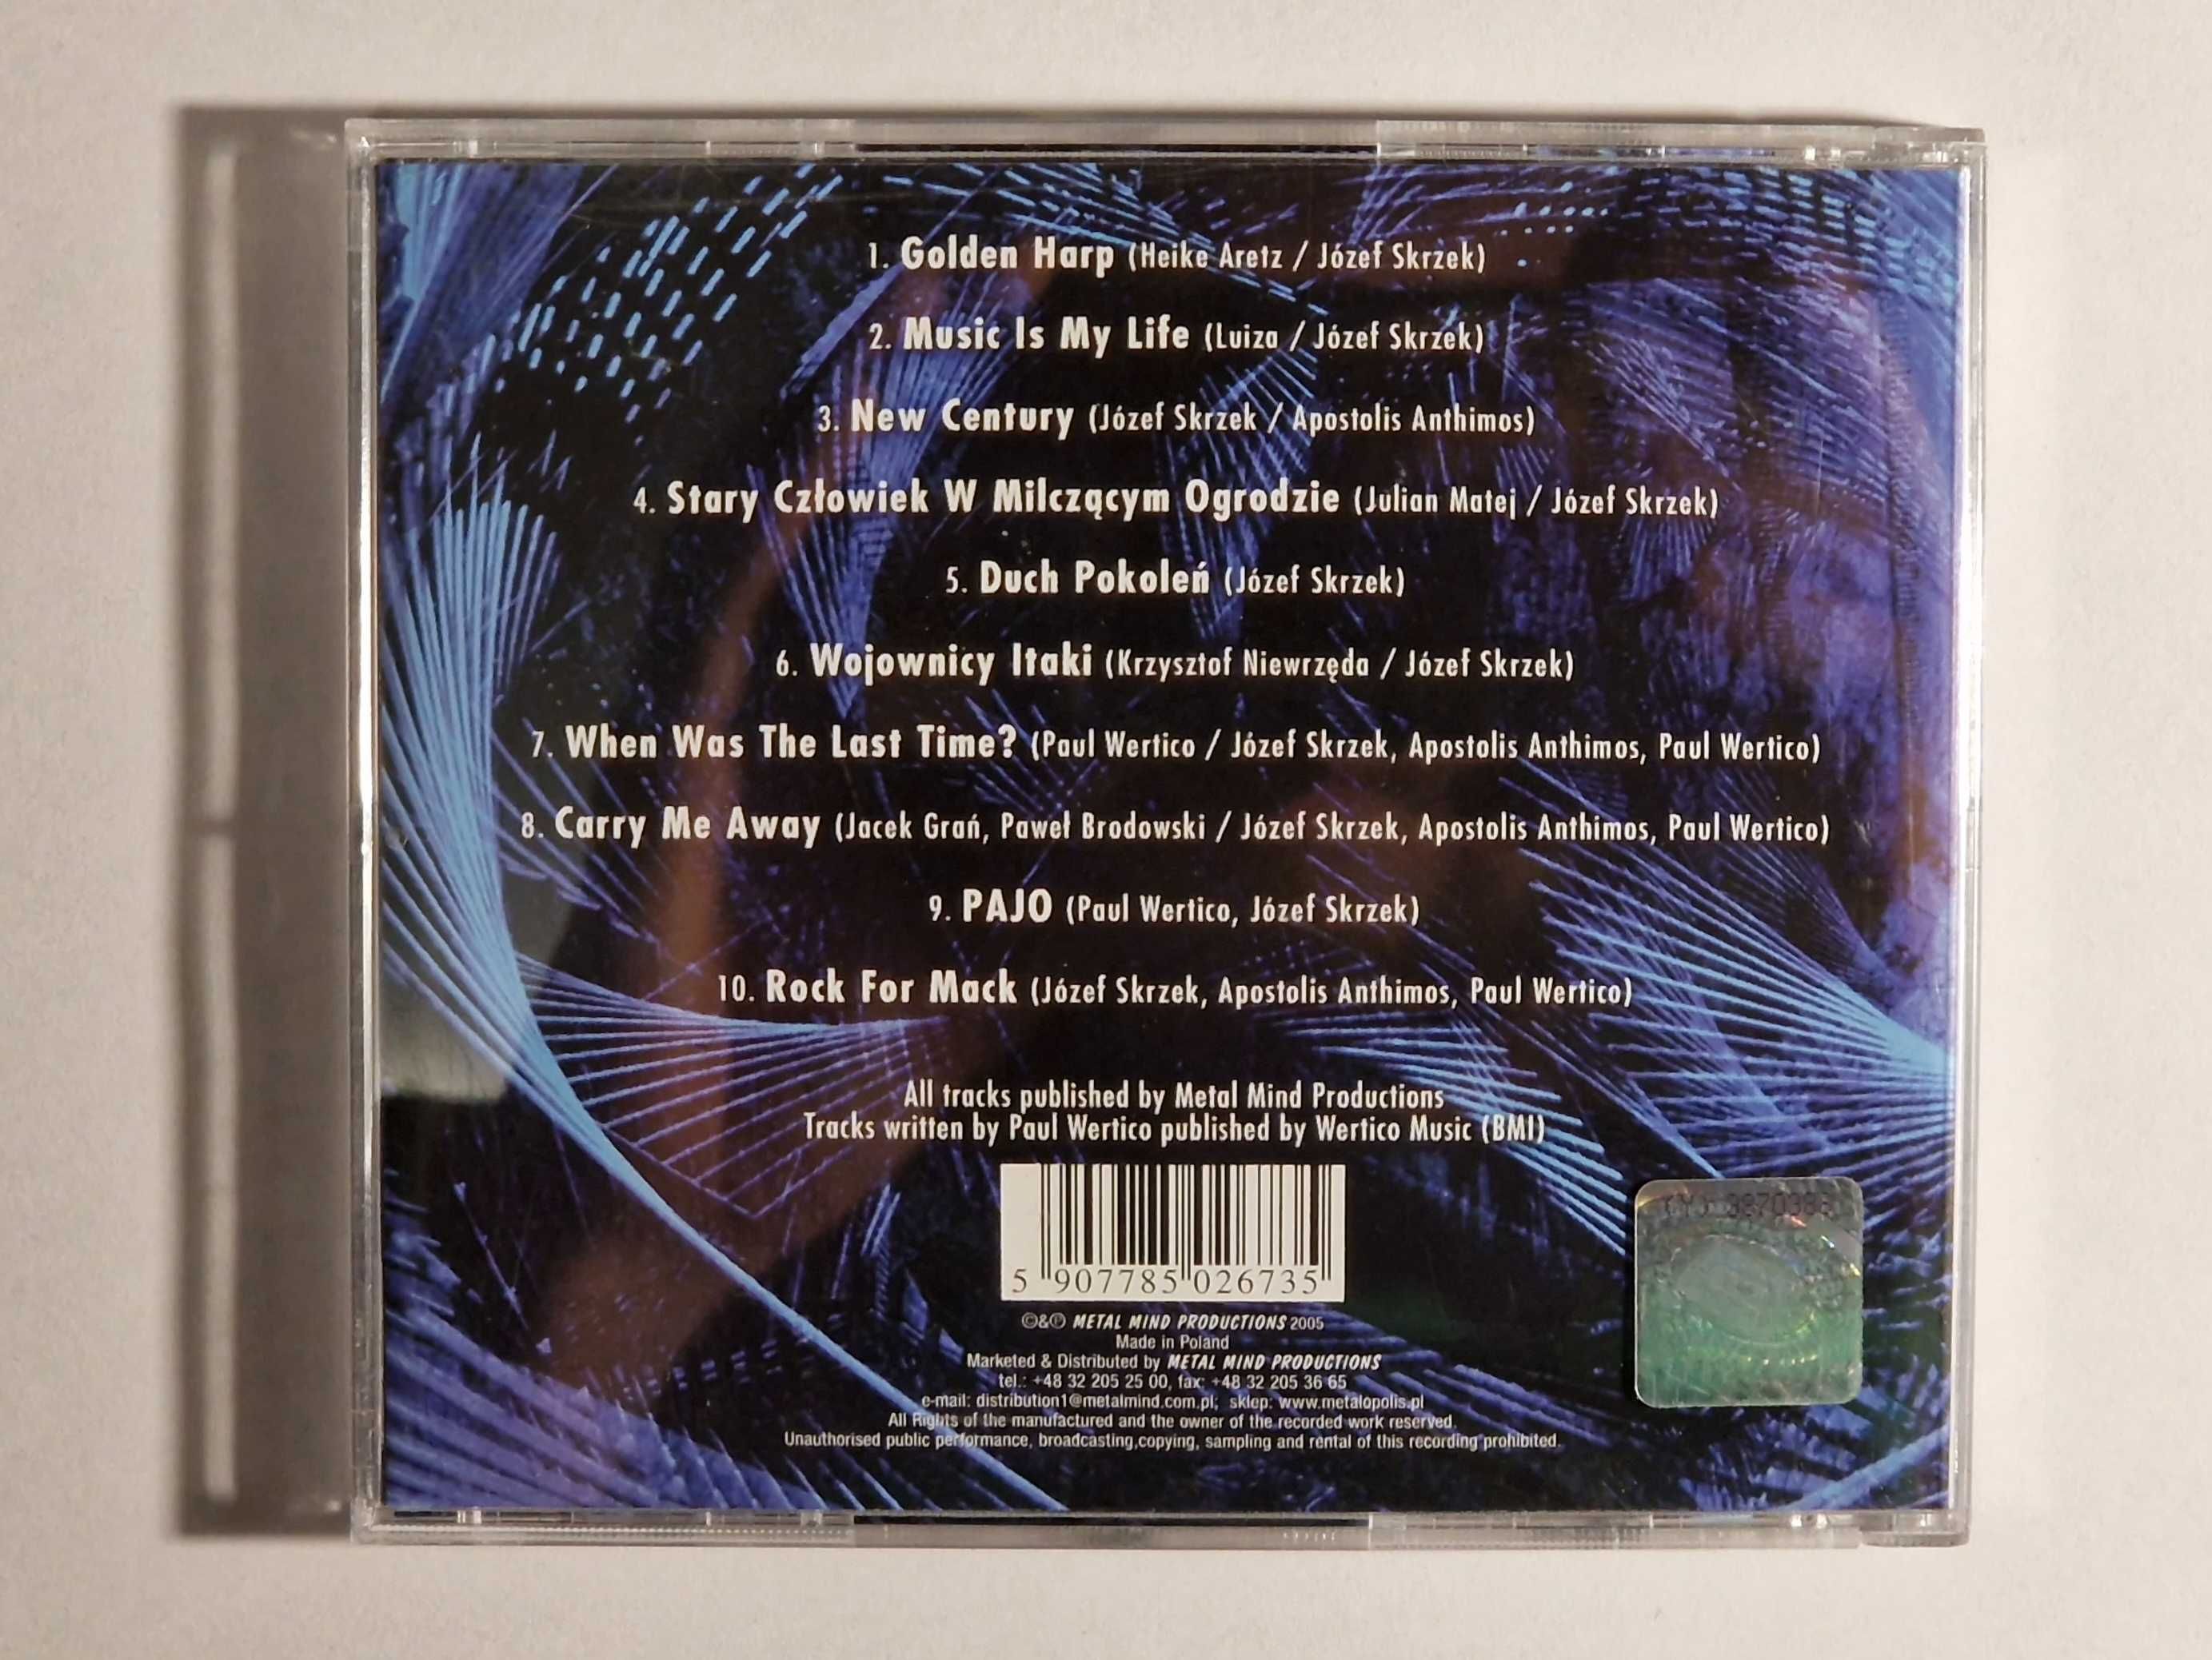 1. Golden Harp (Heike Aretz / Józef Skrzek)
2. Music Is My Life (Luiza / Józef Skrzek)
3. New Century (Józef Skrzek / Apostolis Anthimos)
4. Stary Człowiek W Milczącym Ogrodzie (Julian Matej / Józef Skrzek)
5. Duch Pokoleń (Józef Skrzek)
6. Wojownicy Itaki (Krzysztof Niewrzęda / Józef Skrzek)
7. When Was The Last Time? (Paul Wertico / Józef Skrzek, Apostolis Anthimos, Paul Wertico)
8. Carry Me Away (Jacek Grań, Paweł Brodowski / Józef Skrzek, Apostolis Anthimos, Paul Wertico)
9. PAJO (Paul Wertico, Józef Skrzek)
10. Rock For Mack (Józef Skrzek, Apostolis Anthimos, Paul Wertico)
All tracks published by Metal Mind Productions
Tracks written by Paul Wertico published by Wertico Music (BMI)
5 907785 026735
©&℗ METAL MIND PRODUCTIONS 2005
Made in Poland
Marketed & Distributed by METAL MIND PRODUCTIONS
tel.: +48 32 205 25 00, fax: +48 32 205 36 65
e-mail: distribution1@metalmind.com.pl; sklep: www.metalopolis.pl
All Rights of the manufactured and the owner of the recorded work reserved.
Unauthorised public performance, broadcasting,copying, sampling and rental of this recording prohibited.